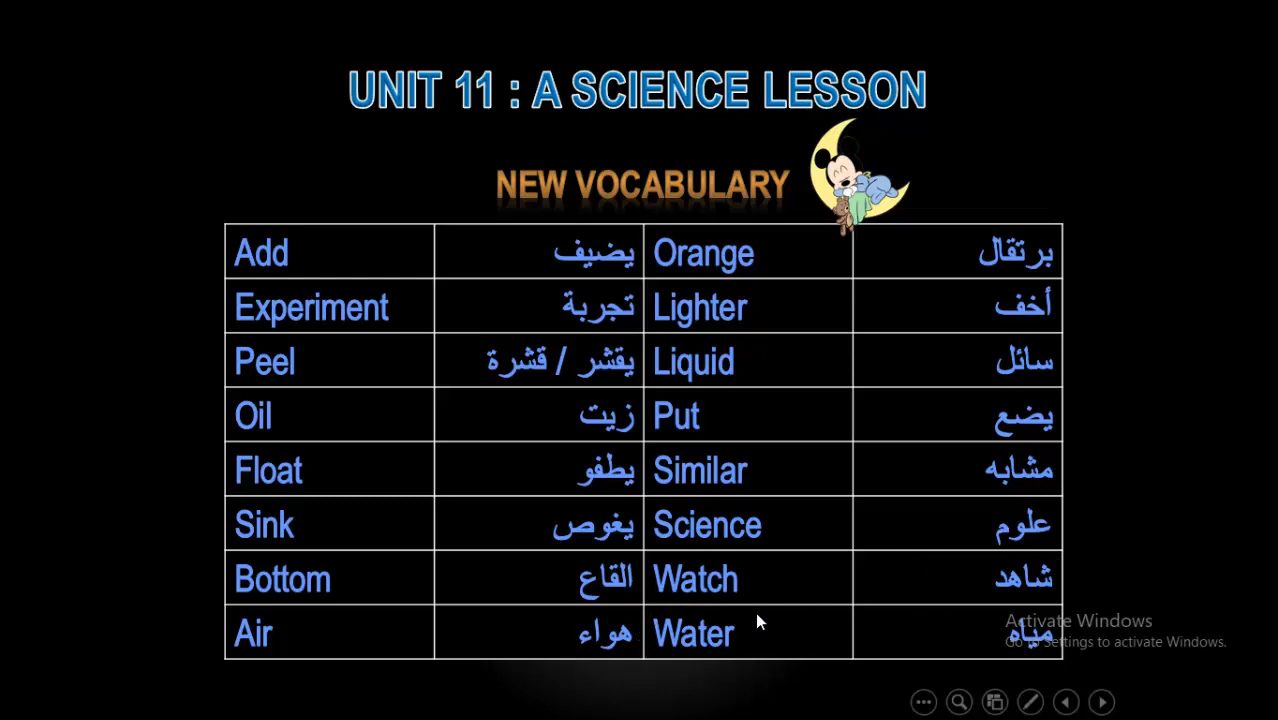 UNIT 11 : A SCIENCE LESSON
NEW VOCABULARY
Add يضيف Orange برتقال
Experiment تجربة Lighter أخف
Peel يقشر / قشرة Liquid سائل
Oil زيت Put يضع
Float يطفو Similar مشابه
Sink يغوص Science علوم
Bottom القاع Watch شاهد
Air هواء Water مياه
Activate Windows
Go to Settings to activate Windows.